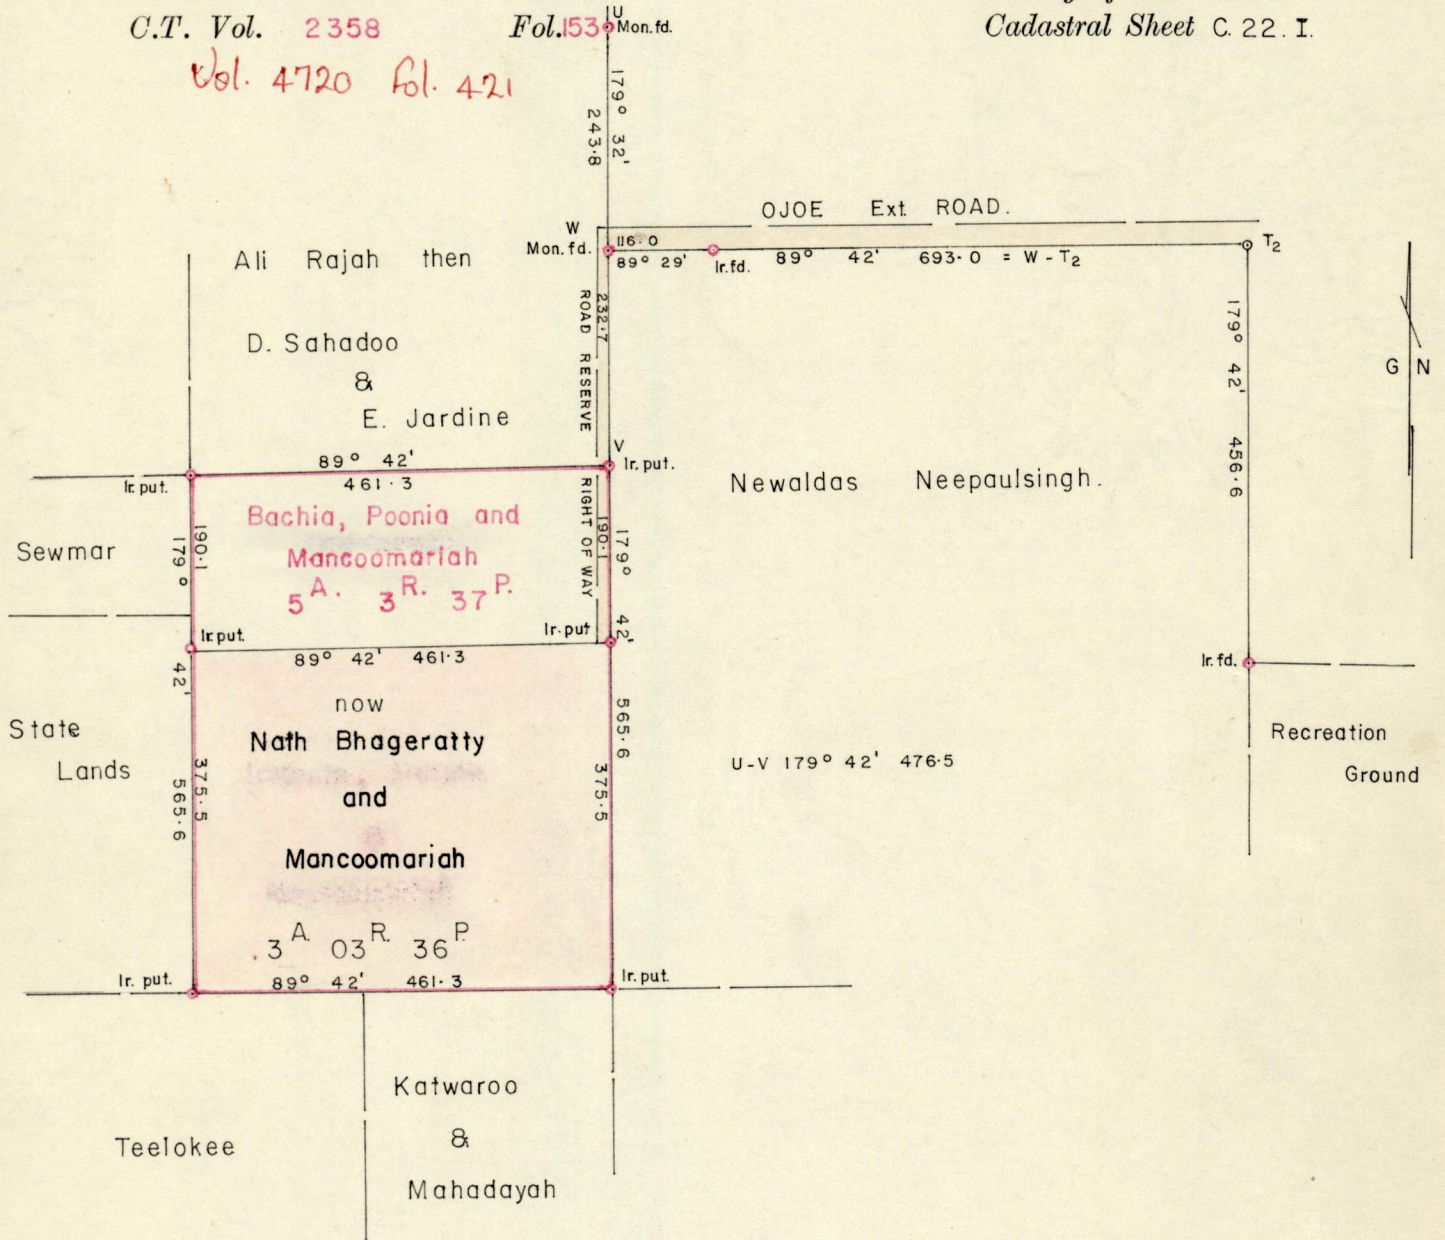 C.T. Vol. 2358 Fol. 153
Cadastral Sheet C. 22. I.
Vol. 4720 Fol. 421
U
Mon. fd.
179° 32'
243.8
OJOE Ext. ROAD.
W
Mon. fd.
116.0
89° 29'
Ir. fd.
89° 42' 693.0 = W - T2
T2
Ali Rajah then
D. Sahadoo
&
E. Jardine
ROAD RESERVE
232.7
179° 42' 456.6
G N
V
89° 42'
461.3
Ir. put.
Ir. put.
Newaldas Neepaulsingh.
Bachia, Poonia and
Mancoomariah
5 A. 3 R. 37 P.
Sewmar
190.1
179° 42'
RIGHT OF WAY
190.1
179° 42'
Ir. put.
Ir. put
89° 42' 461.3
Ir. fd.
now
Nath Bhageratty
and
Mancoomariah
3 A. 03 R. 36 P.
State
Lands
375.5
565.6
565.6
375.5
U-V 179° 42' 476.5
Recreation
Ground
Ir. put.
89° 42' 461.3
Ir. put.
Katwaroo
&
Mahadayah
Teelokee